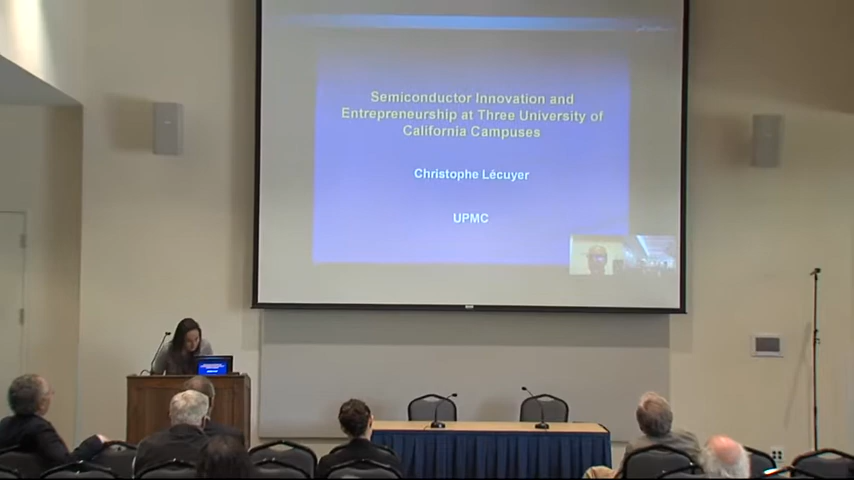 Semiconductor Innovation and
Entrepreneurship at Three University of
California Campuses
Christophe Lécuyer
UPMC